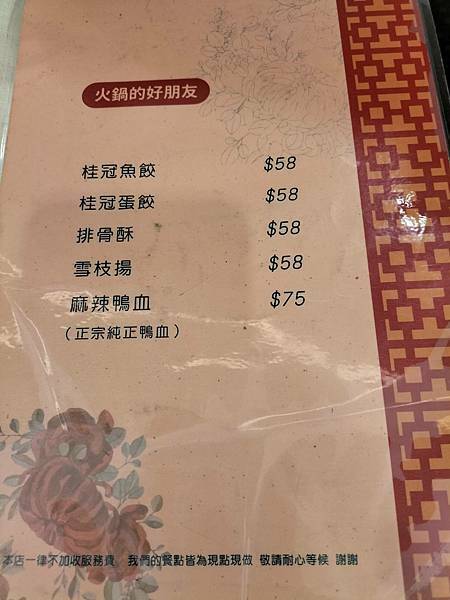 火鍋的好朋友
桂冠魚餃 $58
桂冠蛋餃 $58
排骨酥 $58
雪枝揚 $58
麻辣鴨血 $75
(正宗純正鴨血)
本店一律不加收服務費 我們的餐點皆為現點現做 敬請耐心等候 謝謝